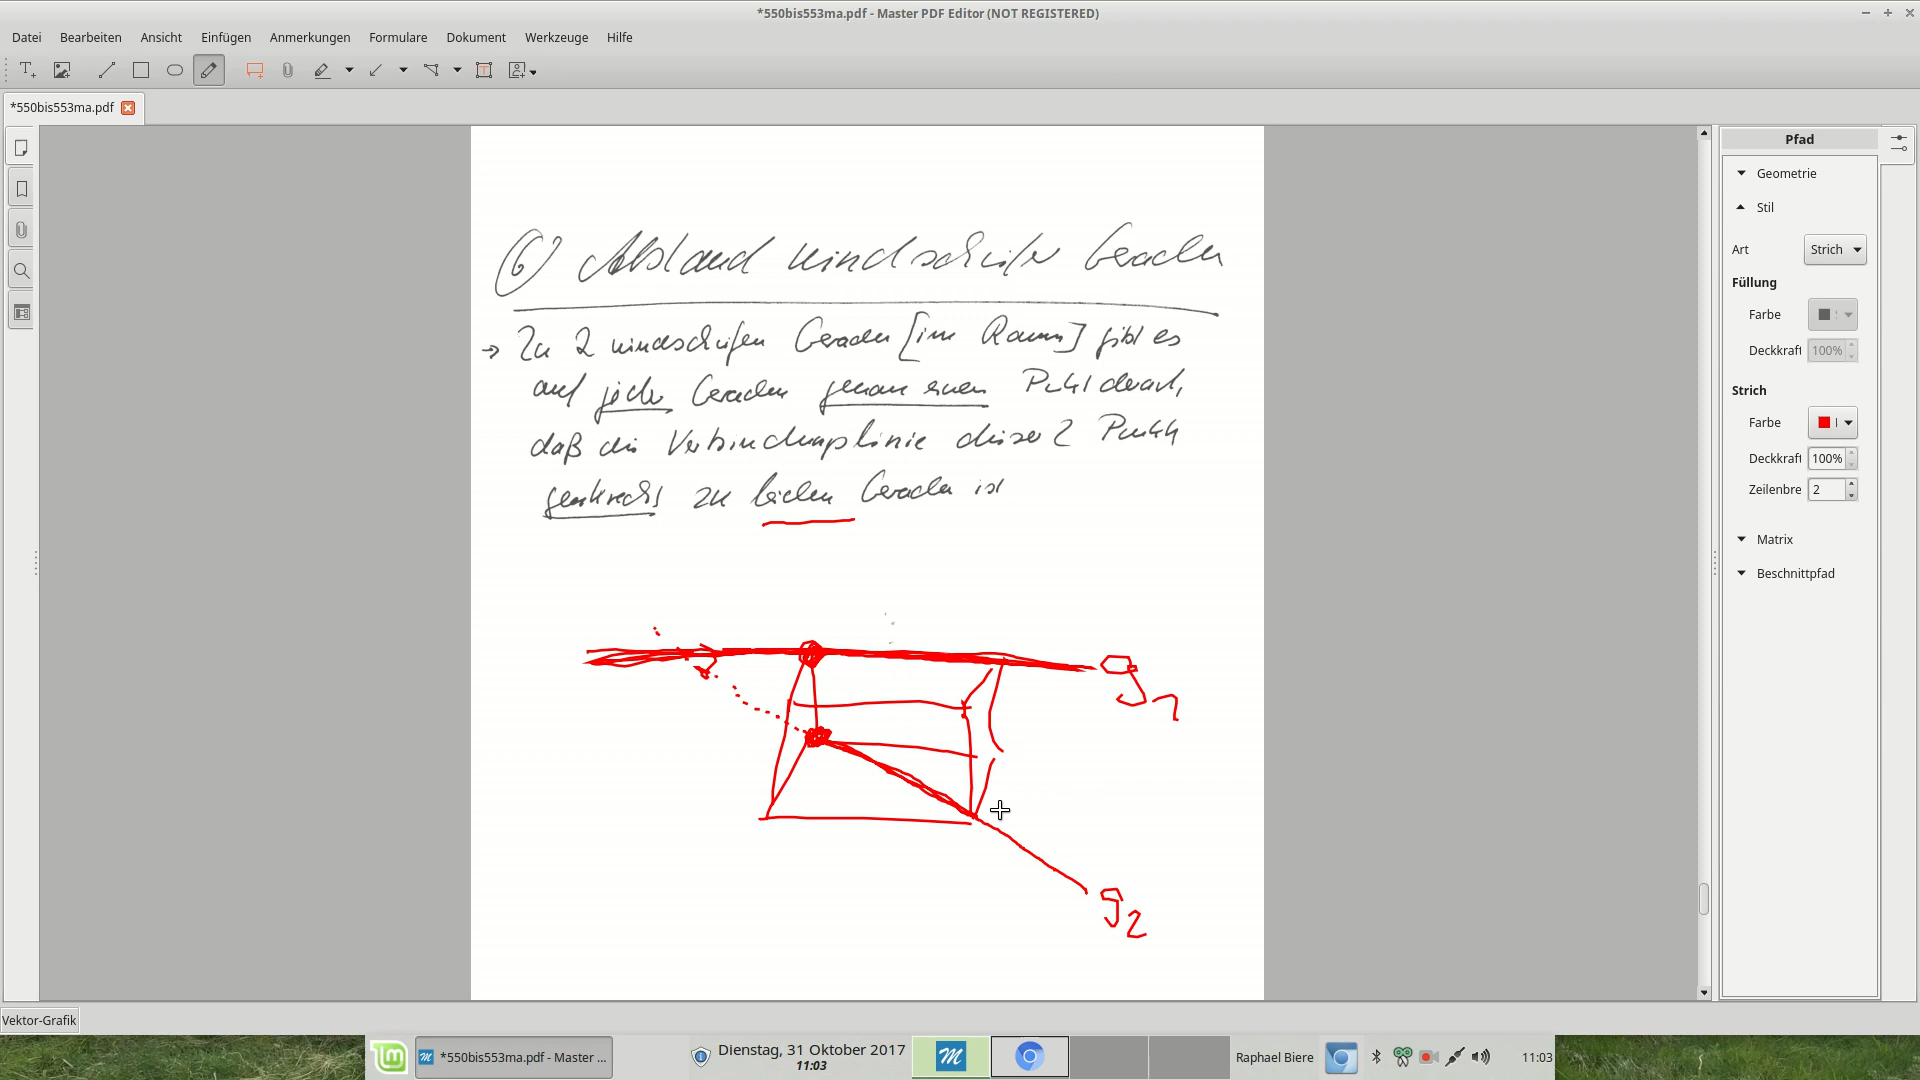 *550bis553ma.pdf - Master PDF Editor (NOT REGISTERED)
Datei Bearbeiten Ansicht Einfügen Anmerkungen Formulare Dokument Werkzeuge Hilfe
*550bis553ma.pdf
Pfad
Geometrie
Stil
Art Strich
Füllung
Farbe
Deckkraft 100%
Strich
Farbe
Deckkraft 100%
Zeilenbre 2
Matrix
Beschnittpfad
⑥ Abstand windschiefer Geraden
→ Zu 2 windschiefen Geraden [im Raum] gibt es
auf jeder Geraden genau einen Punkt derart,
daß die Verbindungslinie dieser 2 Punkte
senkrecht zu beiden Geraden ist
g1
g2
Vektor-Grafik
*550bis553ma.pdf - Master ...
Dienstag, 31 Oktober 2017
11:03
Raphael Biere
11:03